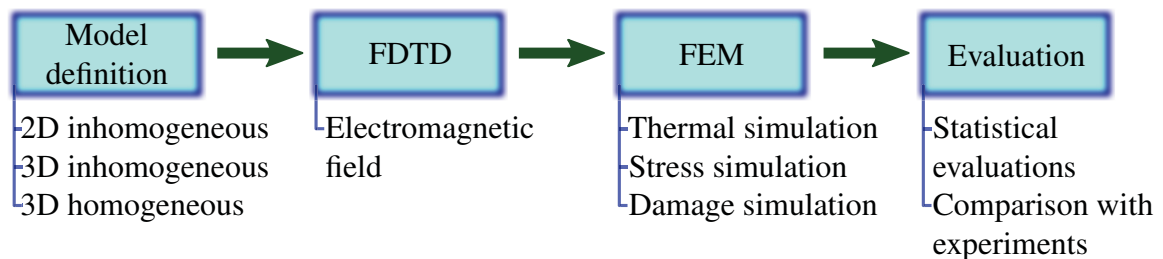 Model
definition
2D inhomogeneous
3D inhomogeneous
3D homogeneous
FDTD
Electromagnetic
field
FEM
Thermal simulation
Stress simulation
Damage simulation
Evaluation
Statistical
evaluations
Comparison with
experiments